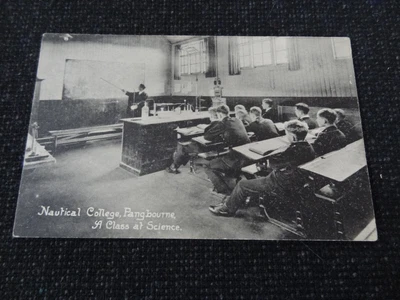 Nautical College, Pangbourne,
A Class at Science.